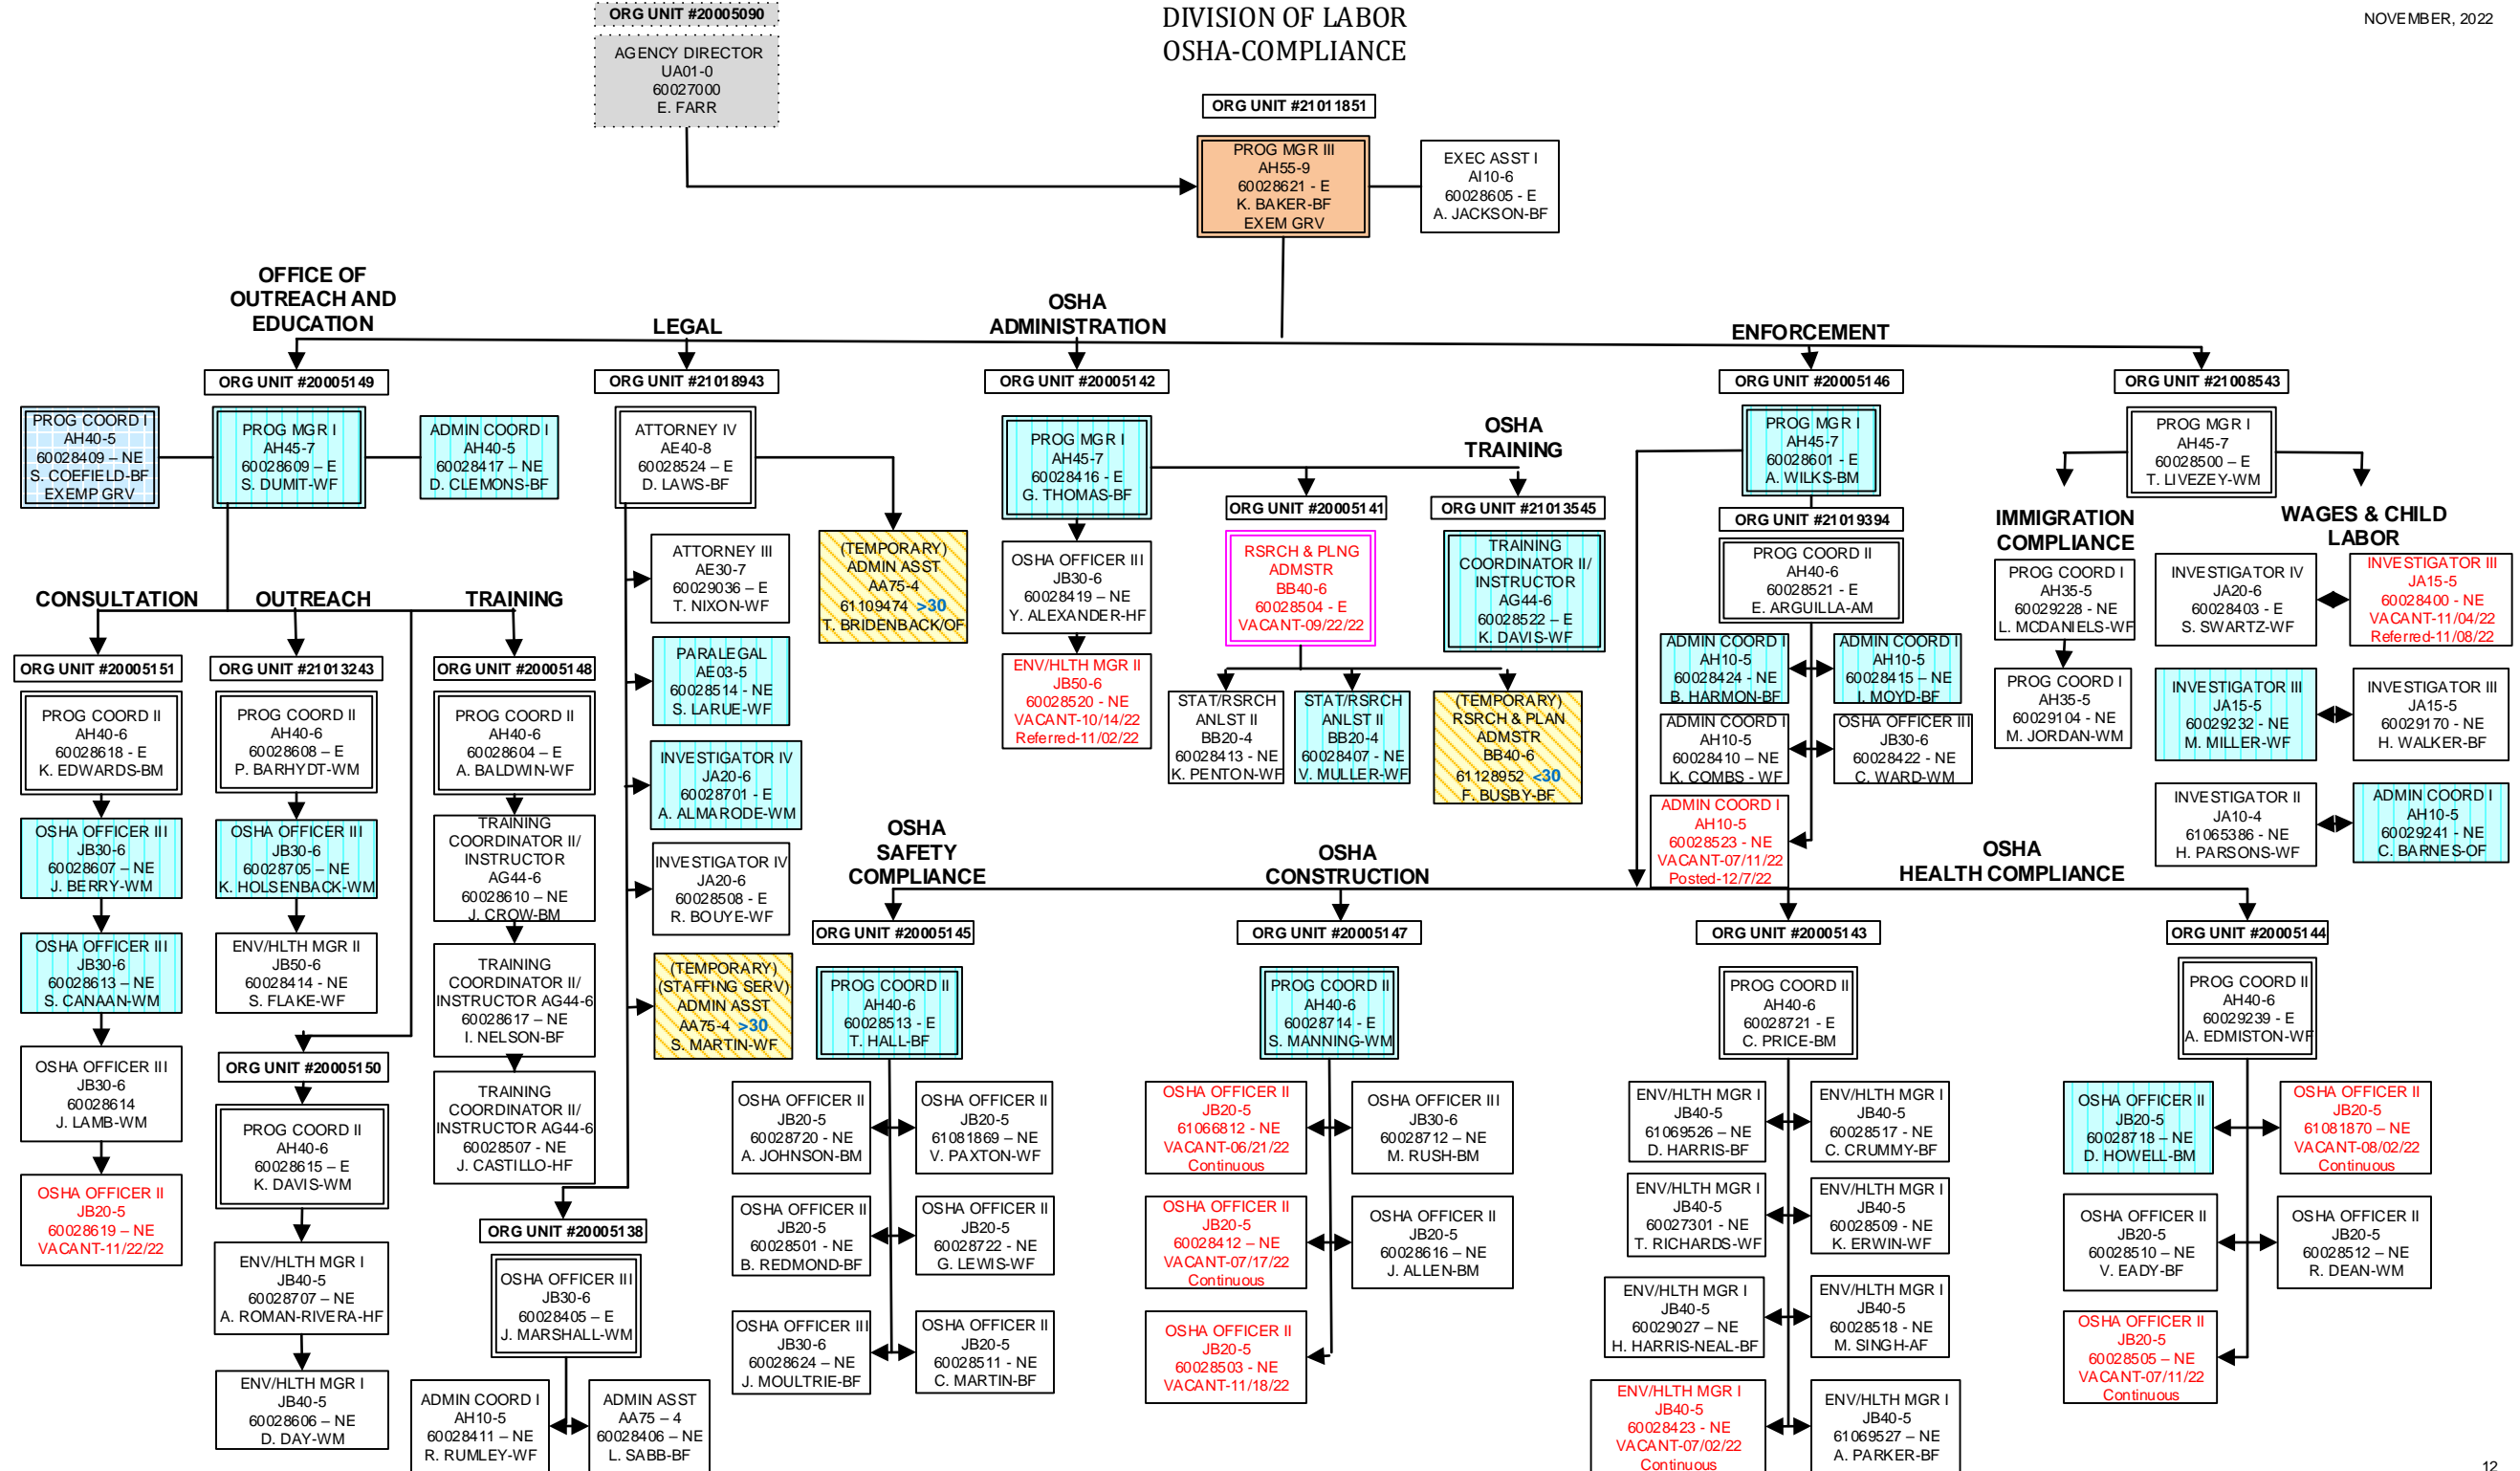 ORG UNIT #20005090
DIVISION OF LABOR
OSHA-COMPLIANCE
NOVEMBER, 2022
AGENCY DIRECTOR
UA01-0
60027000
E. FARR
ORG UNIT #21011851
PROG MGR III
AH55-9
60028621 - E
K. BAKER-BF
EXEM GRV
EXEC ASST I
AI10-6
60028605 - E
A. JACKSON-BF
OFFICE OF
OUTREACH AND
EDUCATION
LEGAL
OSHA
ADMINISTRATION
ENFORCEMENT
ORG UNIT #20005149
ORG UNIT #21018943
ORG UNIT #20005142
ORG UNIT #20005146
ORG UNIT #21008543
PROG COORD I
AH40-5
60028409 – NE
S. COEFIELD-BF
EXEMP GRV
PROG MGR I
AH45-7
60028609 – E
S. DUMIT-WF
ADMIN COORD I
AH40-5
60028417 – NE
D. CLEMONS-BF
ATTORNEY IV
AE40-8
60028524 – E
D. LAWS-BF
PROG MGR I
AH45-7
60028416 - E
G. THOMAS-BF
OSHA
TRAINING
PROG MGR I
AH45-7
60028601 - E
A. WILKS-BM
PROG MGR I
AH45-7
60028500 – E
T. LIVEZEY-WM
ORG UNIT #20005141
ORG UNIT #21013545
ORG UNIT #21019394
IMMIGRATION
COMPLIANCE
WAGES & CHILD
LABOR
ATTORNEY III
AE30-7
60029036 – E
T. NIXON-WF
(TEMPORARY)
ADMIN ASST
AA75-4
61109474 >30
T. BRIDENBACK/OF
OSHA OFFICER III
JB30-6
60028419 – NE
Y. ALEXANDER-HF
RSRCH & PLNG
ADMSTR
BB40-6
60028504 - E
VACANT-09/22/22
TRAINING
COORDINATOR II/
INSTRUCTOR
AG44-6
60028522 – E
K. DAVIS-WF
PROG COORD II
AH40-6
60028521 - E
E. ARGUILLA-AM
PROG COORD I
AH35-5
60029228 - NE
L. MCDANIELS-WF
INVESTIGATOR IV
JA20-6
60028403 - E
S. SWARTZ-WF
INVESTIGATOR III
JA15-5
60028400 - NE
VACANT-11/04/22
Referred-11/08/22
CONSULTATION
OUTREACH
TRAINING
ORG UNIT #20005151
ORG UNIT #21013243
ORG UNIT #20005148
PARALEGAL
AE03-5
60028514 - NE
S. LARUE-WF
ENV/HLTH MGR II
JB50-6
60028520 - NE
VACANT-10/14/22
Referred-11/02/22
ADMIN COORD I
AH10-5
60028424 - NE
B. HARMON-BF
ADMIN COORD I
AH10-5
60028415 – NE
I. MOYD-BF
PROG COORD I
AH35-5
60029104 - NE
M. JORDAN-WM
INVESTIGATOR III
JA15-5
60029232 - NE
M. MILLER-WF
INVESTIGATOR III
JA15-5
60029170 - NE
H. WALKER-BF
PROG COORD II
AH40-6
60028618 - E
K. EDWARDS-BM
PROG COORD II
AH40-6
60028608 – E
P. BARHYDT-WM
PROG COORD II
AH40-6
60028604 – E
A. BALDWIN-WF
STAT/RSRCH
ANLST II
BB20-4
60028413 - NE
K. PENTON-WF
STAT/RSRCH
ANLST II
BB20-4
60028407 - NE
V. MULLER-WF
(TEMPORARY)
RSRCH & PLAN
ADMSTR
BB40-6
61128952 <30
F. BUSBY-BF
ADMIN COORD I
AH10-5
60028410 – NE
K. COMBS - WF
OSHA OFFICER III
JB30-6
60028422 – NE
C. WARD-WM
INVESTIGATOR IV
JA20-6
60028701 - E
A. ALMARODE-WM
ADMIN COORD I
AH10-5
60028523 - NE
VACANT-07/11/22
Posted-12/7/22
INVESTIGATOR II
JA10-4
61065386 - NE
H. PARSONS-WF
ADMIN COORD I
AH10-5
60029241 - NE
C. BARNES-OF
OSHA OFFICER III
JB30-6
60028607 – NE
J. BERRY-WM
OSHA OFFICER III
JB30-6
60028705 – NE
K. HOLSENBACK-WM
TRAINING
COORDINATOR II/
INSTRUCTOR
AG44-6
60028610 – NE
J. CROW-BM
INVESTIGATOR IV
JA20-6
60028508 - E
R. BOUYE-WF
OSHA
SAFETY
COMPLIANCE
OSHA
CONSTRUCTION
OSHA
HEALTH COMPLIANCE
ORG UNIT #20005145
ORG UNIT #20005147
ORG UNIT #20005143
ORG UNIT #20005144
OSHA OFFICER III
JB30-6
60028613 – NE
S. CANAAN-WM
ENV/HLTH MGR II
JB50-6
60028414 - NE
S. FLAKE-WF
TRAINING
COORDINATOR II/
INSTRUCTOR AG44-6
60028617 – NE
I. NELSON-BF
(TEMPORARY)
(STAFFING SERV)
ADMIN ASST
AA75-4 >30
S. MARTIN-WF
PROG COORD II
AH40-6
60028513 - E
T. HALL-BF
PROG COORD II
AH40-6
60028714 - E
S. MANNING-WM
PROG COORD II
AH40-6
60028721 - E
C. PRICE-BM
PROG COORD II
AH40-6
60029239 - E
A. EDMISTON-WF
OSHA OFFICER III
JB30-6
60028614
J. LAMB-WM
ORG UNIT #20005150
PROG COORD II
AH40-6
60028615 – E
K. DAVIS-WM
TRAINING
COORDINATOR II/
INSTRUCTOR AG44-6
60028507 - NE
J. CASTILLO-HF
OSHA OFFICER II
JB20-5
60028720 - NE
A. JOHNSON-BM
OSHA OFFICER II
JB20-5
61081869 – NE
V. PAXTON-WF
OSHA OFFICER II
JB20-5
61066812 – NE
VACANT-06/21/22
Continuous
OSHA OFFICER III
JB30-6
60028712 – NE
M. RUSH-BM
ENV/HLTH MGR I
JB40-5
61069526 – NE
D. HARRIS-BF
ENV/HLTH MGR I
JB40-5
60028517 - NE
C. CRUMMY-BF
OSHA OFFICER II
JB20-5
60028718 – NE
D. HOWELL-BM
OSHA OFFICER II
JB20-5
61081870 – NE
VACANT-08/02/22
Continuous
OSHA OFFICER II
JB20-5
60028619 – NE
VACANT-11/22/22
ORG UNIT #20005138
OSHA OFFICER II
JB20-5
60028501 - NE
B. REDMOND-BF
OSHA OFFICER II
JB20-5
60028722 - NE
G. LEWIS-WF
OSHA OFFICER II
JB20-5
60028412 – NE
VACANT-07/17/22
Continuous
OSHA OFFICER II
JB20-5
60028616 – NE
J. ALLEN-BM
ENV/HLTH MGR I
JB40-5
60027301 - NE
T. RICHARDS-WF
ENV/HLTH MGR I
JB40-5
60028509 - NE
K. ERWIN-WF
OSHA OFFICER II
JB20-5
60028510 – NE
V. EADY-BF
OSHA OFFICER II
JB20-5
60028512 – NE
R. DEAN-WM
ENV/HLTH MGR I
JB40-5
60028707 – NE
A. ROMAN-RIVERA-HF
OSHA OFFICER III
JB30-6
60028405 – E
J. MARSHALL-WM
OSHA OFFICER III
JB30-6
60028624 – NE
J. MOULTRIE-BF
OSHA OFFICER II
JB20-5
60028511 - NE
C. MARTIN-BF
OSHA OFFICER II
JB20-5
60028503 - NE
VACANT-11/18/22
ENV/HLTH MGR I
JB40-5
60029027 – NE
H. HARRIS-NEAL-BF
ENV/HLTH MGR I
JB40-5
60028518 - NE
M. SINGH-AF
OSHA OFFICER II
JB20-5
60028505 – NE
VACANT-07/11/22
Continuous
ENV/HLTH MGR I
JB40-5
60028606 – NE
D. DAY-WM
ADMIN COORD I
AH10-5
60028411 – NE
R. RUMLEY-WF
ADMIN ASST
AA75 – 4
60028406 – NE
L. SABB-BF
ENV/HLTH MGR I
JB40-5
60028423 - NE
VACANT-07/02/22
Continuous
ENV/HLTH MGR I
JB40-5
61069527 – NE
A. PARKER-BF
12